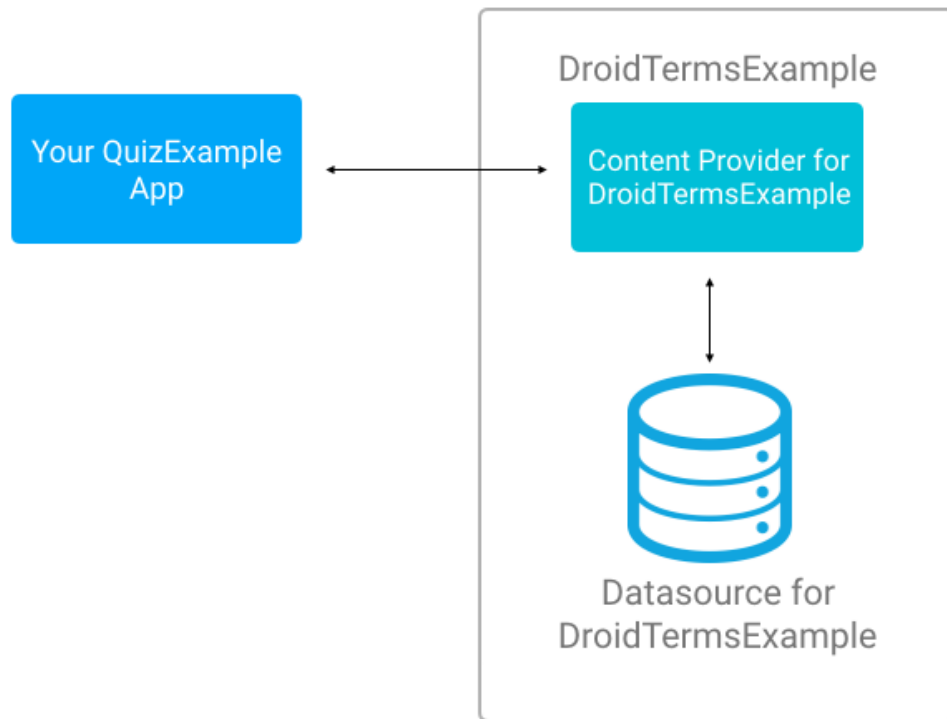 DroidTermsExample
Your QuizExample
App
Content Provider for
DroidTermsExample
Datasource for
DroidTermsExample